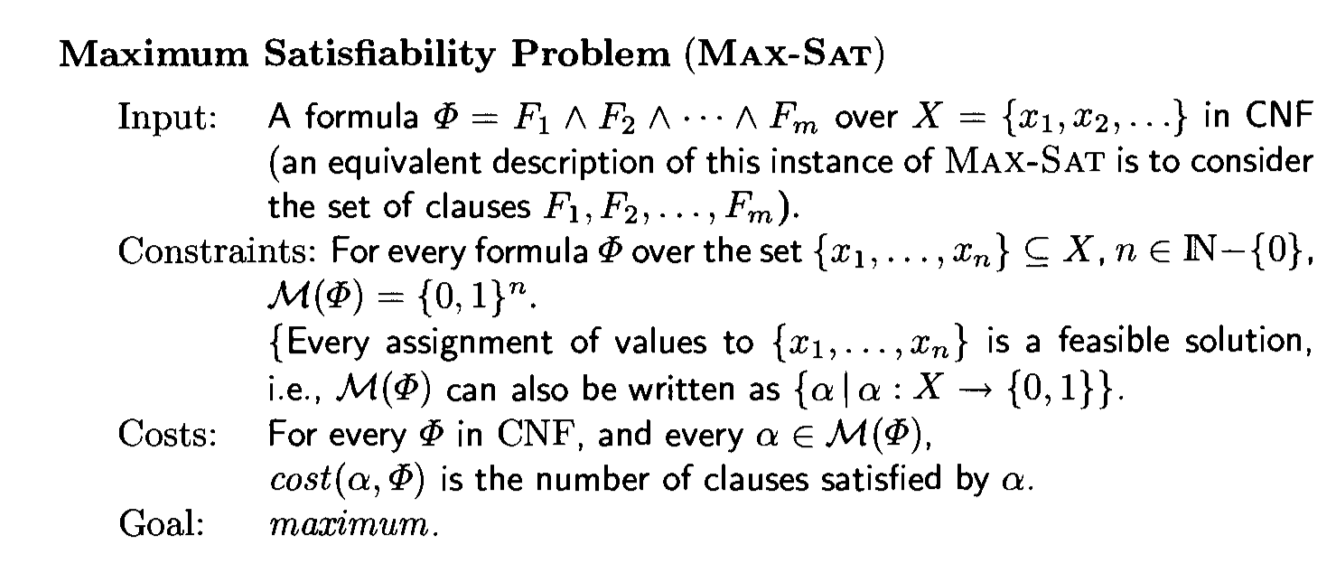 Maximum Satisfiability Problem (MAX-SAT)
Input: A formula Φ = F₁ ∧ F₂ ∧ ⋯ ∧ Fₘ over X = {x₁, x₂, …} in CNF
(an equivalent description of this instance of MAX-SAT is to consider
the set of clauses F₁, F₂, …, Fₘ).
Constraints: For every formula Φ over the set {x₁, …, xₙ} ⊆ X, n ∈ ℕ−{0},
ℳ(Φ) = {0, 1}ⁿ.
{Every assignment of values to {x₁, …, xₙ} is a feasible solution,
i.e., ℳ(Φ) can also be written as {α | α : X → {0, 1}}.
Costs: For every Φ in CNF, and every α ∈ ℳ(Φ),
cost(α, Φ) is the number of clauses satisfied by α.
Goal: maximum.